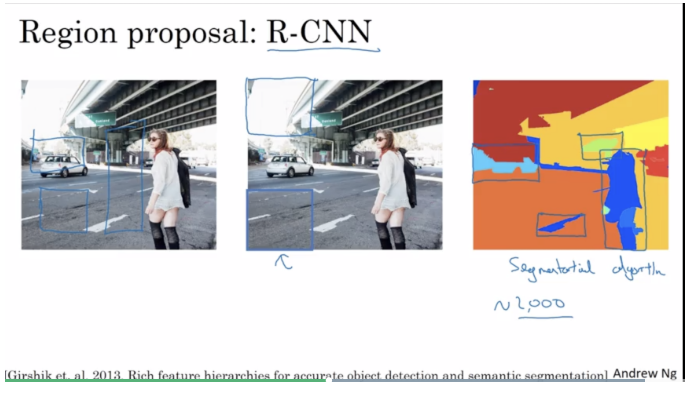 Region proposal: R-CNN
Segmentation algorithm
~2,000
[Girshik et. al, 2013, Rich feature hierarchies for accurate object detection and semantic segmentation] Andrew Ng